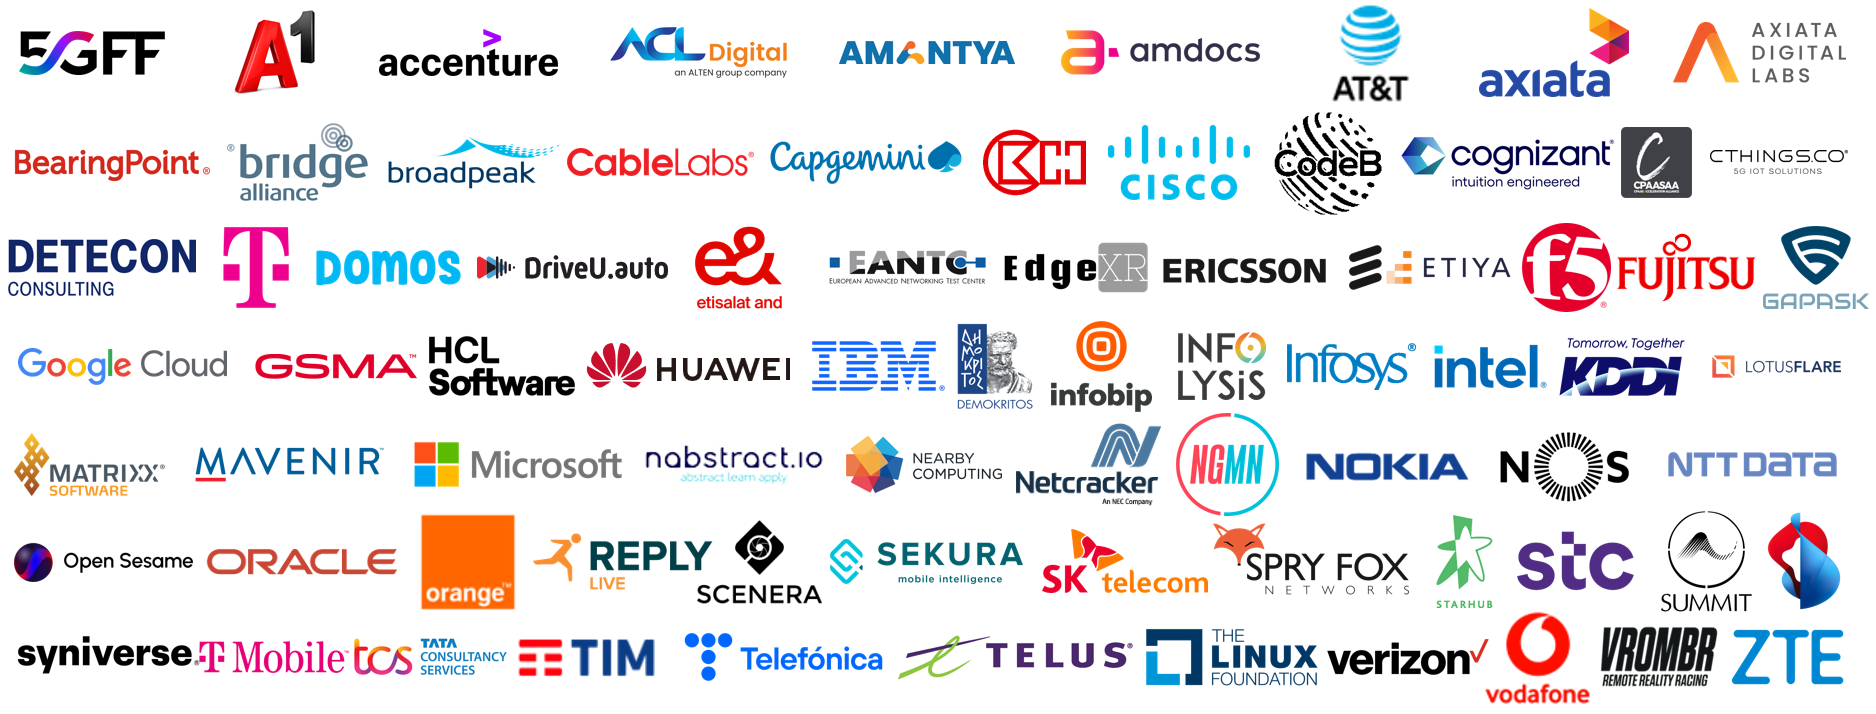 5GFF
A1
accenture
ACL Digital
an ALTEN group company
AMANTYA
amdocs
AT&T
axiata
AXIATA
DIGITAL
LABS
BearingPoint®
®bridge
alliance
broadpeak
CableLabs®
Capgemini
CISCO
CodeB
cognizant®
intuition engineered
C
CPAASAA
CTHINGS.CO®
5G IOT SOLUTIONS
DETECON
CONSULTING
T
DOMOS
DriveU.auto
e&
etisalat and
EANTC
EUROPEAN ADVANCED NETWORKING TEST CENTER
EdgeXR
ERICSSON
ETIYA
f5®
FUJITSU
GAPASK
Google Cloud
GSMA™
HCL
Software
HUAWEI
IBM®
ΔΗΜΟΚΡΙΤΟΣ
DEMOKRITOS
infobip
INFO
LYSiS
Infosys®
intel®
Tomorrow, Together
KDDI
LOTUSFLARE
MATRIXX®
SOFTWARE
MAVENIR™
Microsoft
nabstract.io
abstract learn apply
NEARBY
COMPUTING
Netcracker
An NEC Company
NGMN
NOKIA
NOS
NTT DATA
Open Sesame
ORACLE
orange™
REPLY
LIVE
SCENERA
SEKURA
mobile intelligence
SK telecom
SPRY FOX
NETWORKS
STARHUB
stc
SUMMIT
syniverse®
T Mobile™
tcs
TATA
CONSULTANCY
SERVICES
TIM
Telefónica
TELUS®
THE
LINUX
FOUNDATION
verizon✓
vodafone
VROMBR
REMOTE REALITY RACING
ZTE